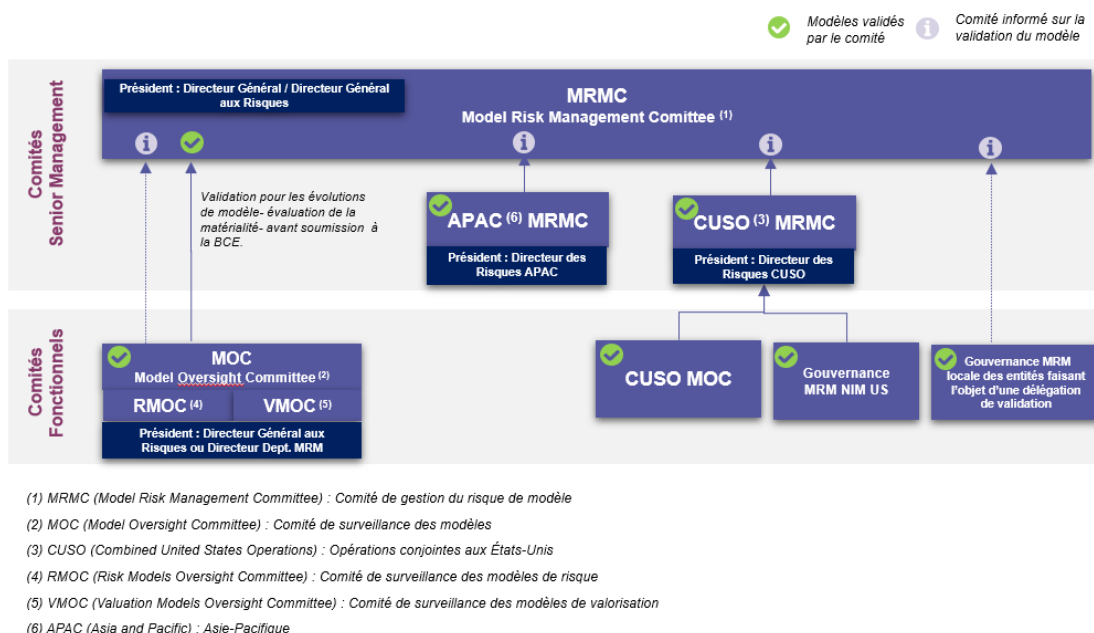 Modèles validés
par le comité
Comité informé sur la
validation du modèle
Comités
Senior Management
Président : Directeur Général / Directeur Général
aux Risques
MRMC
Model Risk Management Comittee (1)
Validation pour les évolutions
de modèle- évaluation de la
matérialité- avant soumission à
la BCE.
APAC (6) MRMC
Président : Directeur des
Risques APAC
CUSO (3) MRMC
Président : Directeur des
Risques CUSO
Comités
Fonctionnels
MOC
Model Oversight Committee (2)
RMOC (4)
VMOC (5)
Président : Directeur Général aux
Risques ou Directeur Dept. MRM
CUSO MOC
Gouvernance
MRM NIM US
Gouvernance MRM
locale des entités faisant
l'objet d'une délégation
de validation
(1) MRMC (Model Risk Management Committee) : Comité de gestion du risque de modèle
(2) MOC (Model Oversight Committee) : Comité de surveillance des modèles
(3) CUSO (Combined United States Operations) : Opérations conjointes aux États-Unis
(4) RMOC (Risk Models Oversight Committee) : Comité de surveillance des modèles de risque
(5) VMOC (Valuation Models Oversight Committee) : Comité de surveillance des modèles de valorisation
(6) APAC (Asia and Pacific) : Asie-Pacifique